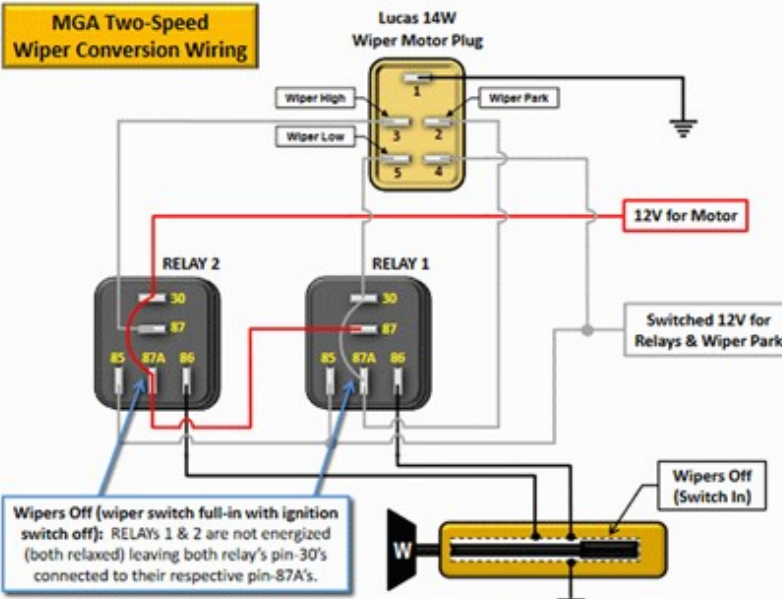 MGA Two-Speed
Wiper Conversion Wiring
Lucas 14W
Wiper Motor Plug
1
Wiper High
Wiper Park
3
2
Wiper Low
5
4
12V for Motor
RELAY 2
RELAY 1
30
30
87
87
Switched 12V for
Relays & Wiper Park
85
87A
86
85
87A
86
Wipers Off
(Switch In)
Wipers Off (wiper switch full-in with ignition
switch off): RELAYs 1 & 2 are not energized
(both relaxed) leaving both relay's pin-30's
connected to their respective pin-87A's.
W